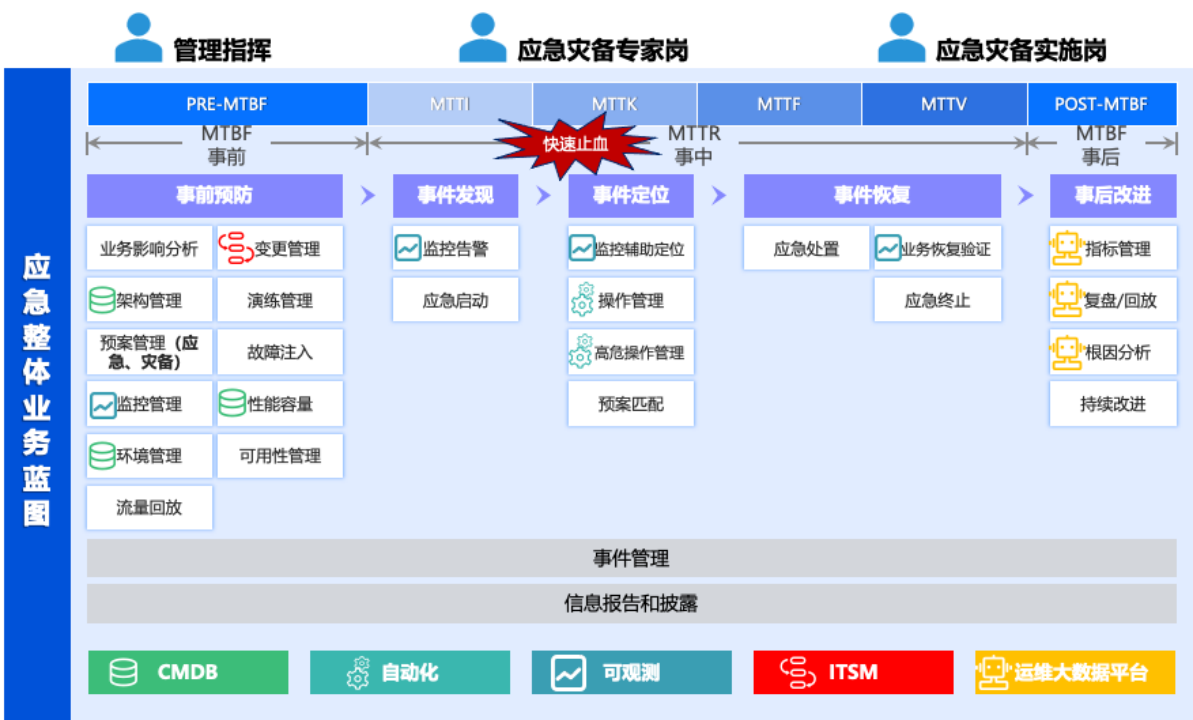 管理指挥
应急灾备专家岗
应急灾备实施岗
应急整体业务蓝图
PRE-MTBF
MTTI
MTTK
MTTF
MTTV
POST-MTBF
MTBF
事前
快速止血
MTTR
事中
MTBF
事后
事前预防
事件发现
事件定位
事件恢复
事后改进
业务影响分析
变更管理
监控告警
监控辅助定位
应急处置
业务恢复验证
指标管理
架构管理
演练管理
应急启动
操作管理
应急终止
复盘/回放
预案管理（应
急、灾备）
故障注入
高危操作管理
根因分析
监控管理
性能容量
预案匹配
持续改进
环境管理
可用性管理
流量回放
事件管理
信息报告和披露
CMDB
自动化
可观测
ITSM
运维大数据平台